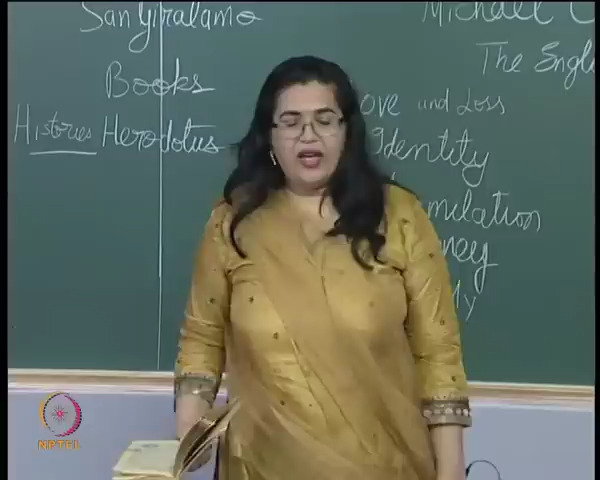 San Giralamo
Books
Histories Herodotus
Michael
The Engl
ove and Loss
Identity
milation
ney
NPTEL